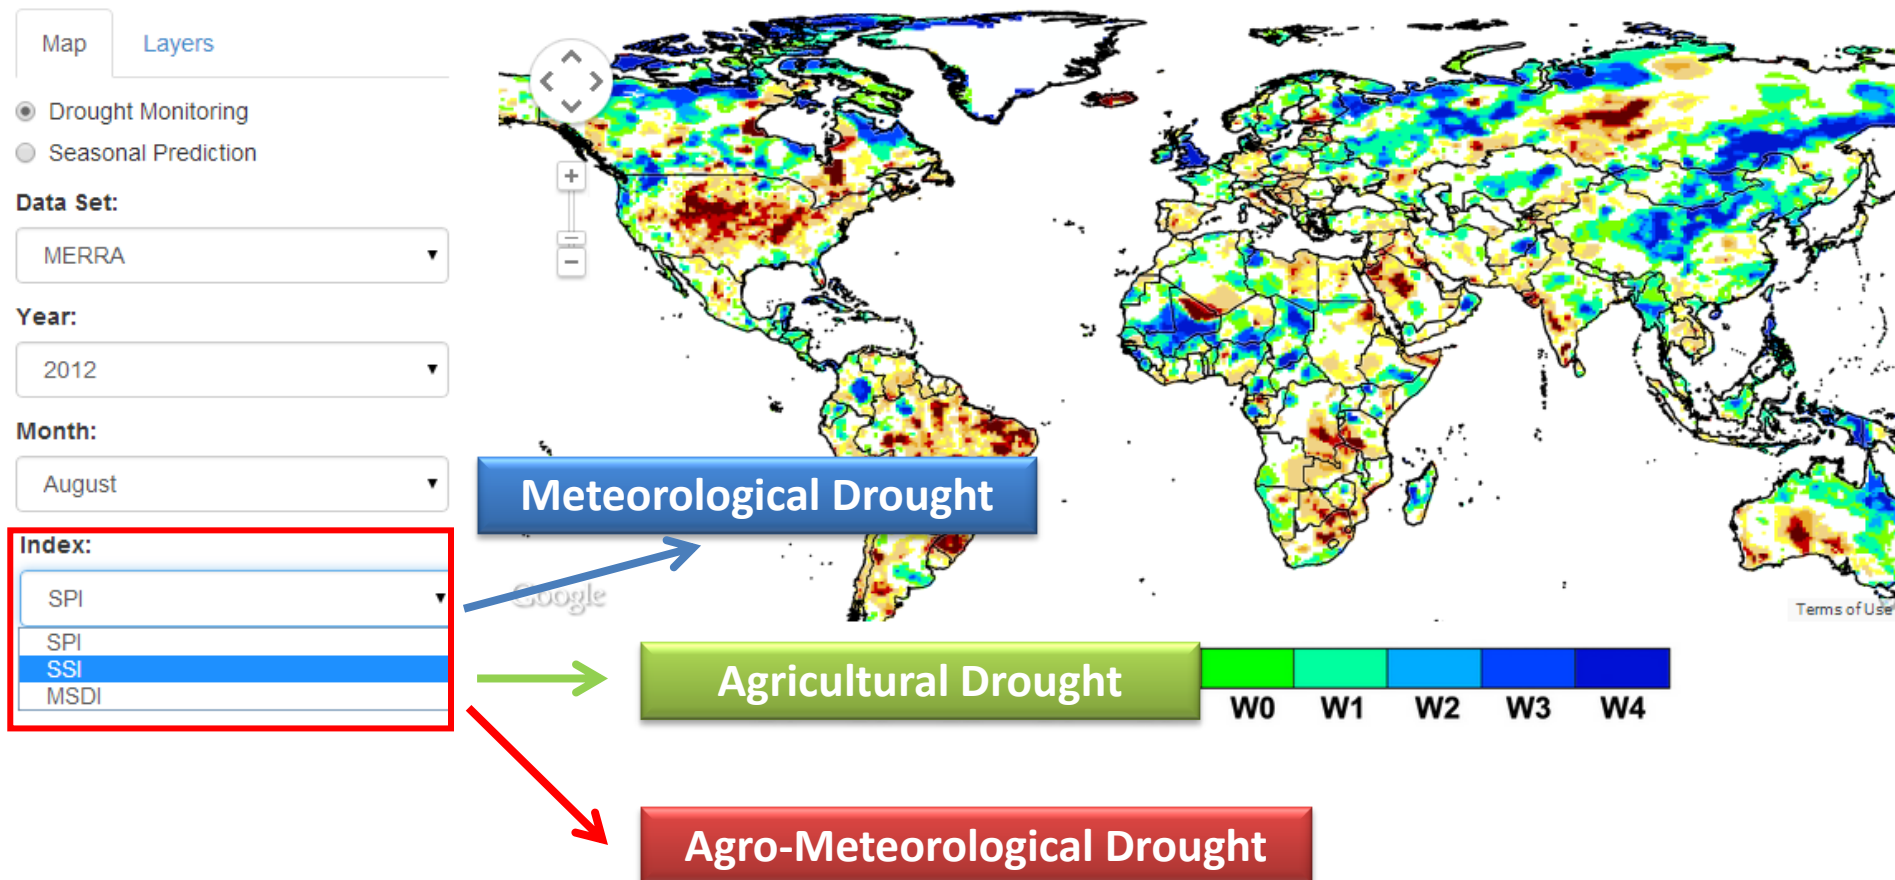 Map
Layers
Drought Monitoring
Seasonal Prediction
Data Set:
MERRA
Year:
2012
Month:
August
Index:
SPI
SPI
SSI
MSDI
Meteorological Drought
Google
Terms of Use
Agricultural Drought
W0 W1 W2 W3 W4
Agro-Meteorological Drought